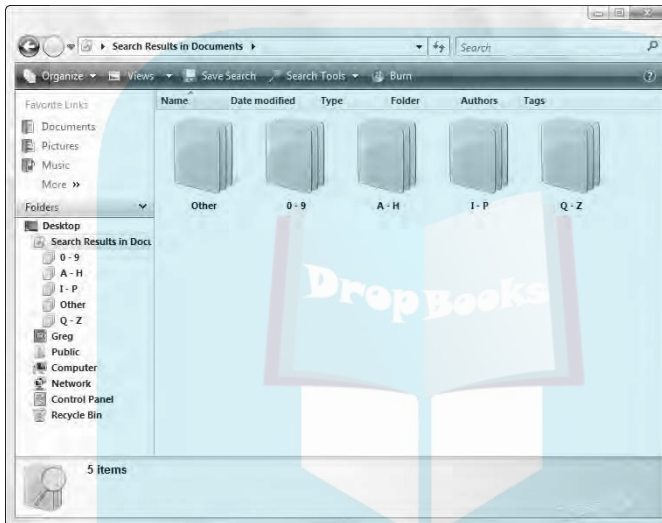 Search Results in Documents
Search
Organize Views Save Search Search Tools Burn
Favorite Links
Documents
Pictures
Music
More »
Folders
Desktop
Search Results in Docu
0 - 9
A - H
I - P
Other
Q - Z
Greg
Public
Computer
Network
Control Panel
Recycle Bin
Name Date modified Type Folder Authors Tags
Other 0 - 9 A - H I - P Q - Z
DropBooks
5 items